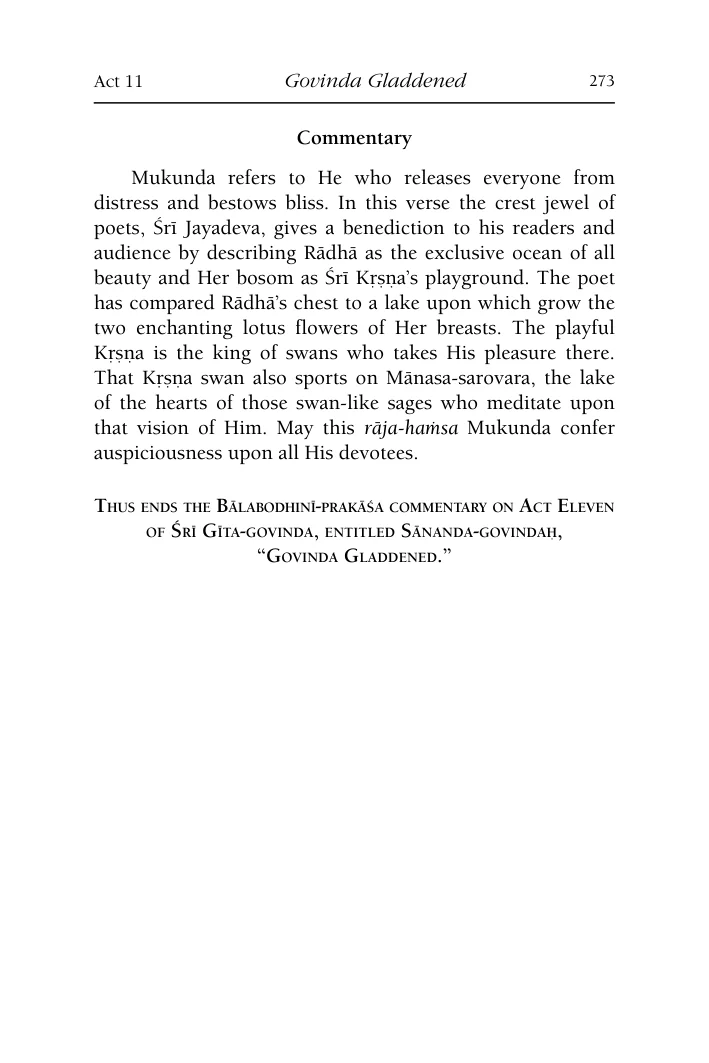 Act 11 Govinda Gladdened 273
Commentary
Mukunda refers to He who releases everyone from
distress and bestows bliss. In this verse the crest jewel of
poets, Śrī Jayadeva, gives a benediction to his readers and
audience by describing Rādhā as the exclusive ocean of all
beauty and Her bosom as Śrī Kṛṣṇa’s playground. The poet
has compared Rādhā’s chest to a lake upon which grow the
two enchanting lotus flowers of Her breasts. The playful
Kṛṣṇa is the king of swans who takes His pleasure there.
That Kṛṣṇa swan also sports on Mānasa-sarovara, the lake
of the hearts of those swan-like sages who meditate upon
that vision of Him. May this rāja-haṁsa Mukunda confer
auspiciousness upon all His devotees.
Thus ends the Bālabodhinī-prakāśa commentary on Act Eleven
of Śrī Gīta-govinda, entitled Sānanda-govindaḥ,
“Govinda Gladdened.”